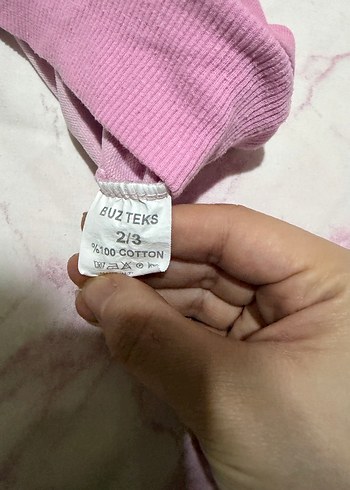 BUZ TEKS
2/3
%100 COTTON